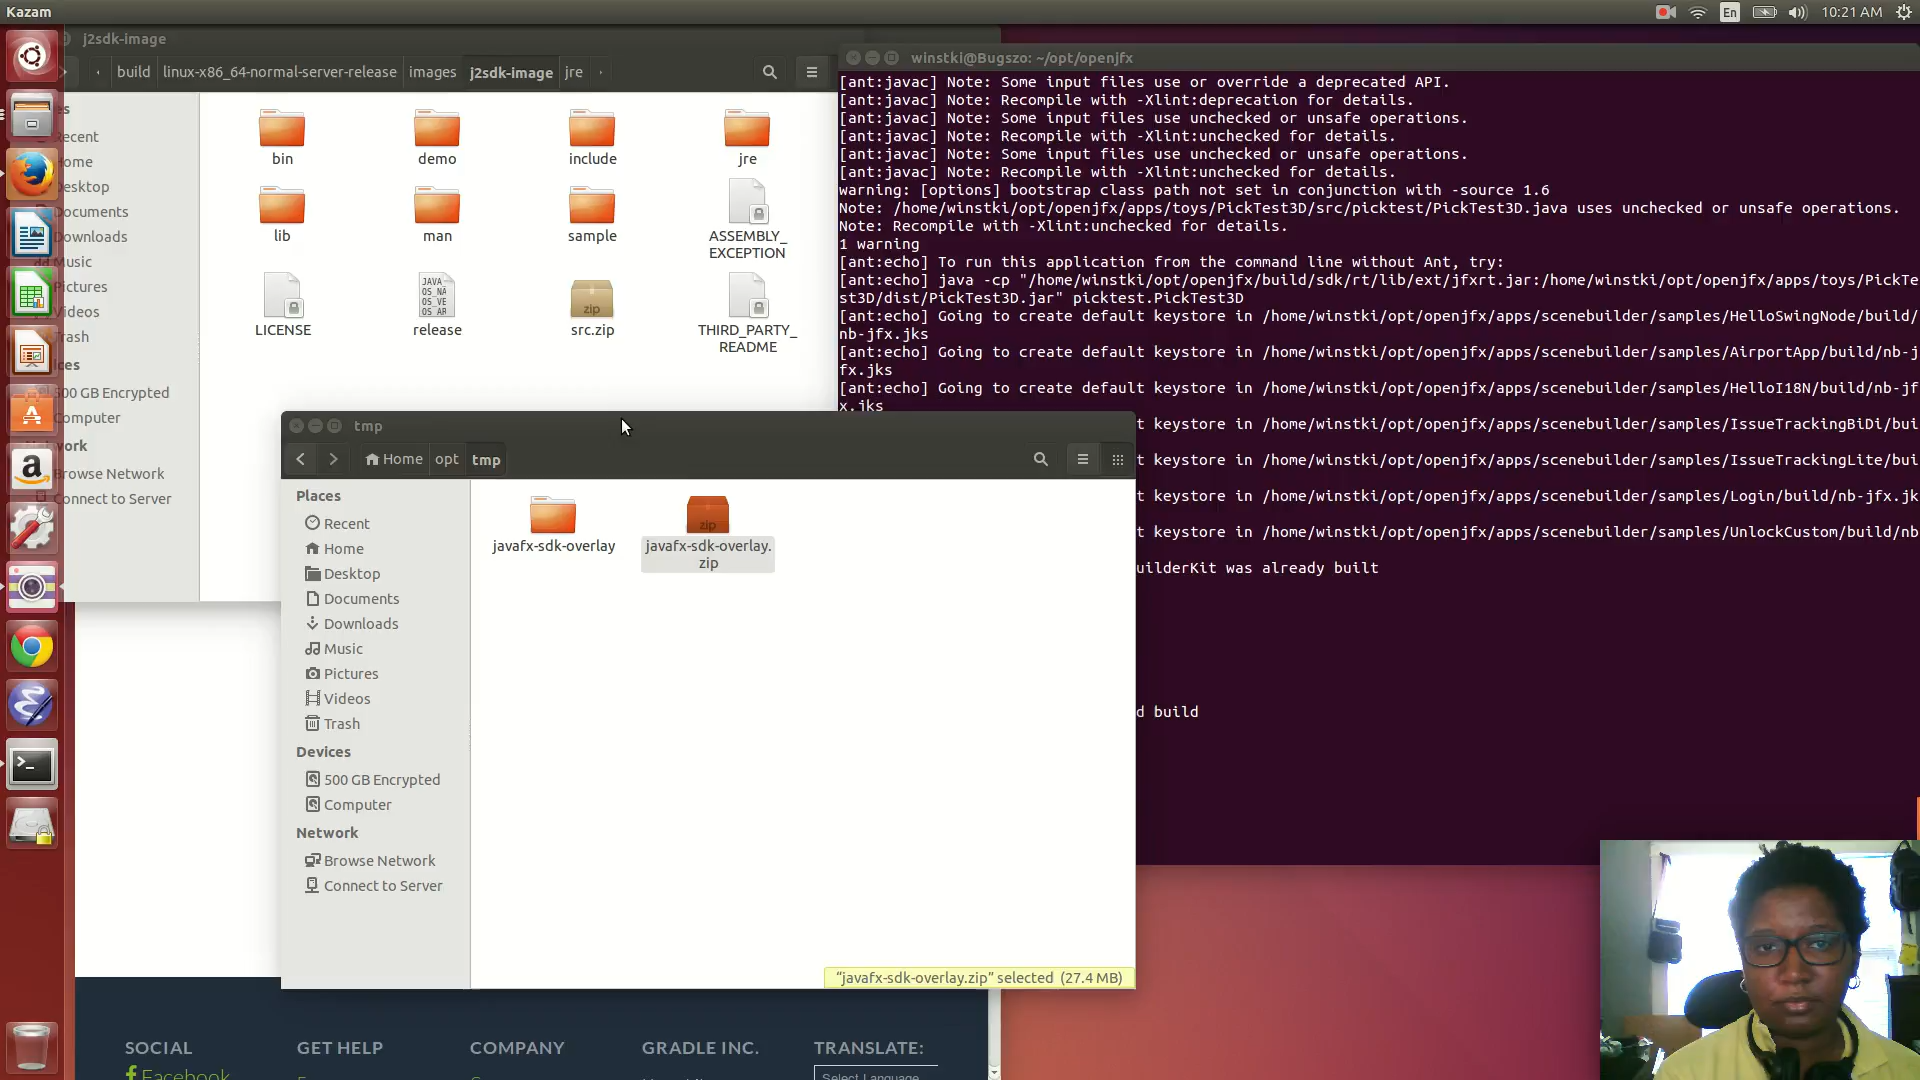 Kazam
En
10:21 AM
j2sdk-image
build
linux-x86_64-normal-server-release
images
j2sdk-image
jre
Recent
Home
Desktop
Documents
Downloads
Music
Pictures
Videos
Trash
500 GB Encrypted
Computer
Browse Network
Connect to Server
bin
demo
include
jre
lib
man
sample
ASSEMBLY_
EXCEPTION
LICENSE
release
zip
src.zip
THIRD_PARTY_
README
winstki@Bugszo: ~/opt/openjfx
[ant:javac] Note: Some input files use or override a deprecated API.
[ant:javac] Note: Recompile with -Xlint:deprecation for details.
[ant:javac] Note: Some input files use unchecked or unsafe operations.
[ant:javac] Note: Recompile with -Xlint:unchecked for details.
[ant:javac] Note: Some input files use unchecked or unsafe operations.
[ant:javac] Note: Recompile with -Xlint:unchecked for details.
warning: [options] bootstrap class path not set in conjunction with -source 1.6
Note: /home/winstki/opt/openjfx/apps/toys/PickTest3D/src/picktest/PickTest3D.java uses unchecked or unsafe operations.
Note: Recompile with -Xlint:unchecked for details.
1 warning
[ant:echo] To run this application from the command line without Ant, try:
[ant:echo] java -cp "/home/winstki/opt/openjfx/build/sdk/rt/lib/ext/jfxrt.jar:/home/winstki/opt/openjfx/apps/toys/PickTe
st3D/dist/PickTest3D.jar" picktest.PickTest3D
[ant:echo] Going to create default keystore in /home/winstki/opt/openjfx/apps/scenebuilder/samples/HelloSwingNode/build/
nb-jfx.jks
[ant:echo] Going to create default keystore in /home/winstki/opt/openjfx/apps/scenebuilder/samples/AirportApp/build/nb-j
fx.jks
[ant:echo] Going to create default keystore in /home/winstki/opt/openjfx/apps/scenebuilder/samples/HelloI18N/build/nb-jf
x.jks
t keystore in /home/winstki/opt/openjfx/apps/scenebuilder/samples/IssueTrackingBiDi/bui
t keystore in /home/winstki/opt/openjfx/apps/scenebuilder/samples/IssueTrackingLite/bui
t keystore in /home/winstki/opt/openjfx/apps/scenebuilder/samples/Login/build/nb-jfx.jk
t keystore in /home/winstki/opt/openjfx/apps/scenebuilder/samples/UnlockCustom/build/nb
uilderKit was already built
d build
tmp
Home
opt
tmp
Places
Recent
Home
Desktop
Documents
Downloads
Music
Pictures
Videos
Trash
Devices
500 GB Encrypted
Computer
Network
Browse Network
Connect to Server
javafx-sdk-overlay
zip
javafx-sdk-overlay.
zip
"javafx-sdk-overlay.zip" selected (27.4 MB)
SOCIAL
GET HELP
COMPANY
GRADLE INC.
TRANSLATE:
Facebook
Select Language